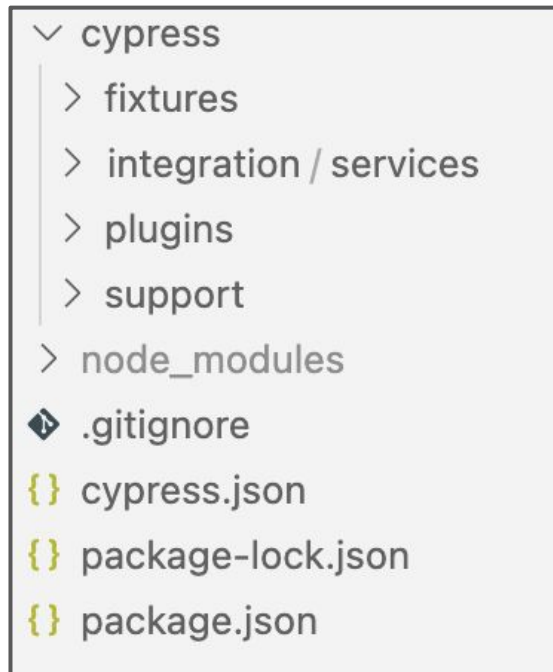 cypress
fixtures
integration / services
plugins
support
node_modules
.gitignore
{} cypress.json
{} package-lock.json
{} package.json